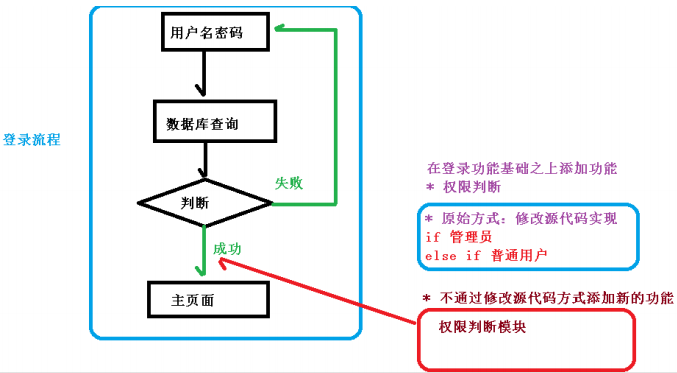 用户名密码
数据库查询
登录流程
失败
判断
成功
主页面
在登录功能基础之上添加功能
* 权限判断
* 原始方式：修改源代码实现
if 管理员
else if 普通用户
* 不通过修改源代码方式添加新的功能
权限判断模块